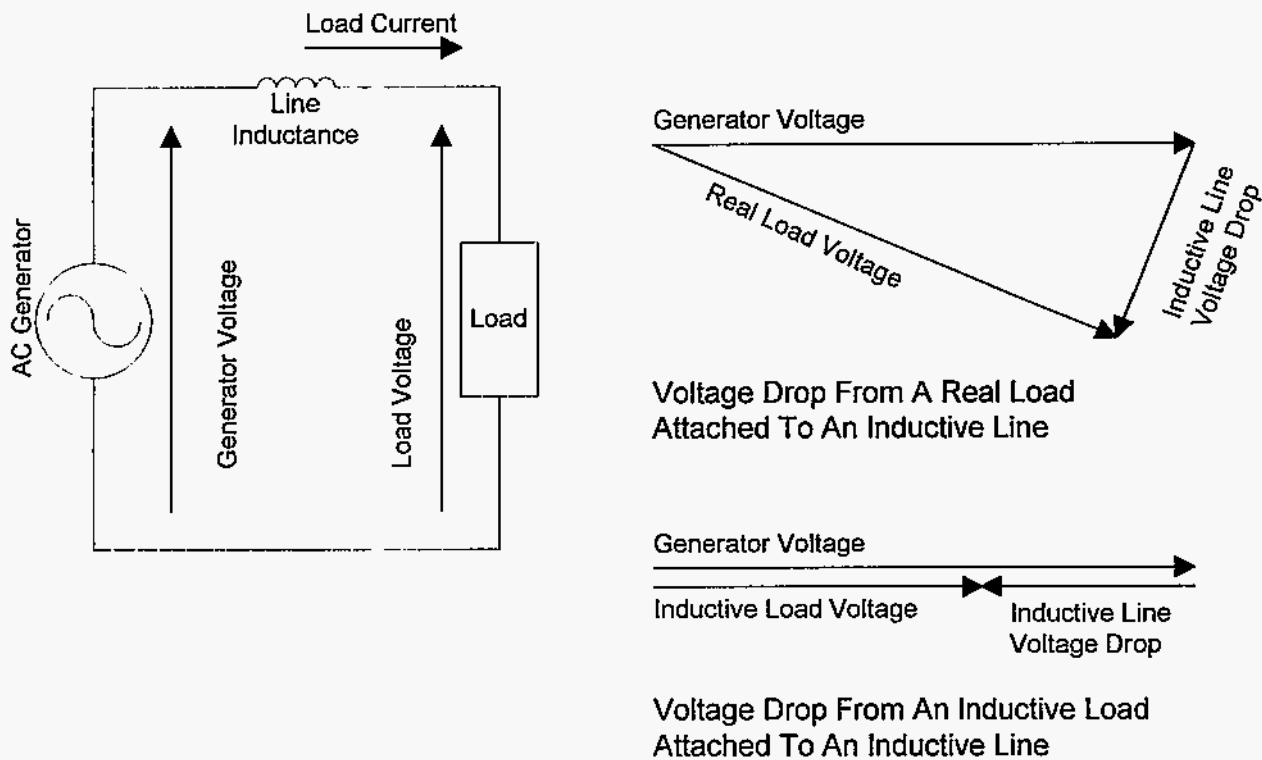 Load Current
Line
Inductance
AC Generator
Generator Voltage
Load Voltage
Load
Generator Voltage
Real Load Voltage
Inductive Line
Voltage Drop
Voltage Drop From A Real Load
Attached To An Inductive Line
Generator Voltage
Inductive Load Voltage
Inductive Line
Voltage Drop
Voltage Drop From An Inductive Load
Attached To An Inductive Line